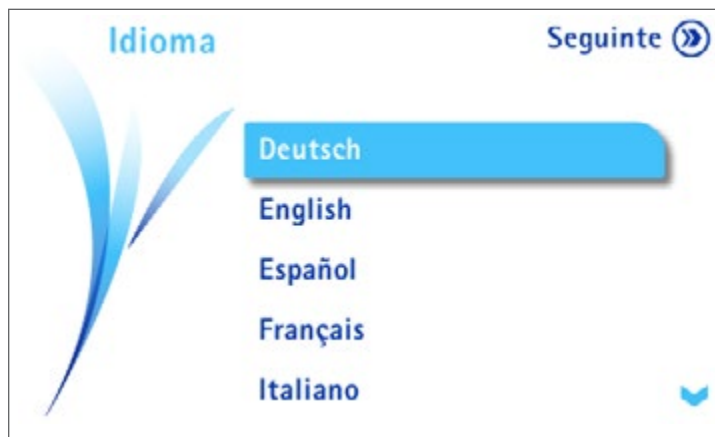 Idioma
Seguinte
Deutsch
English
Español
Français
Italiano